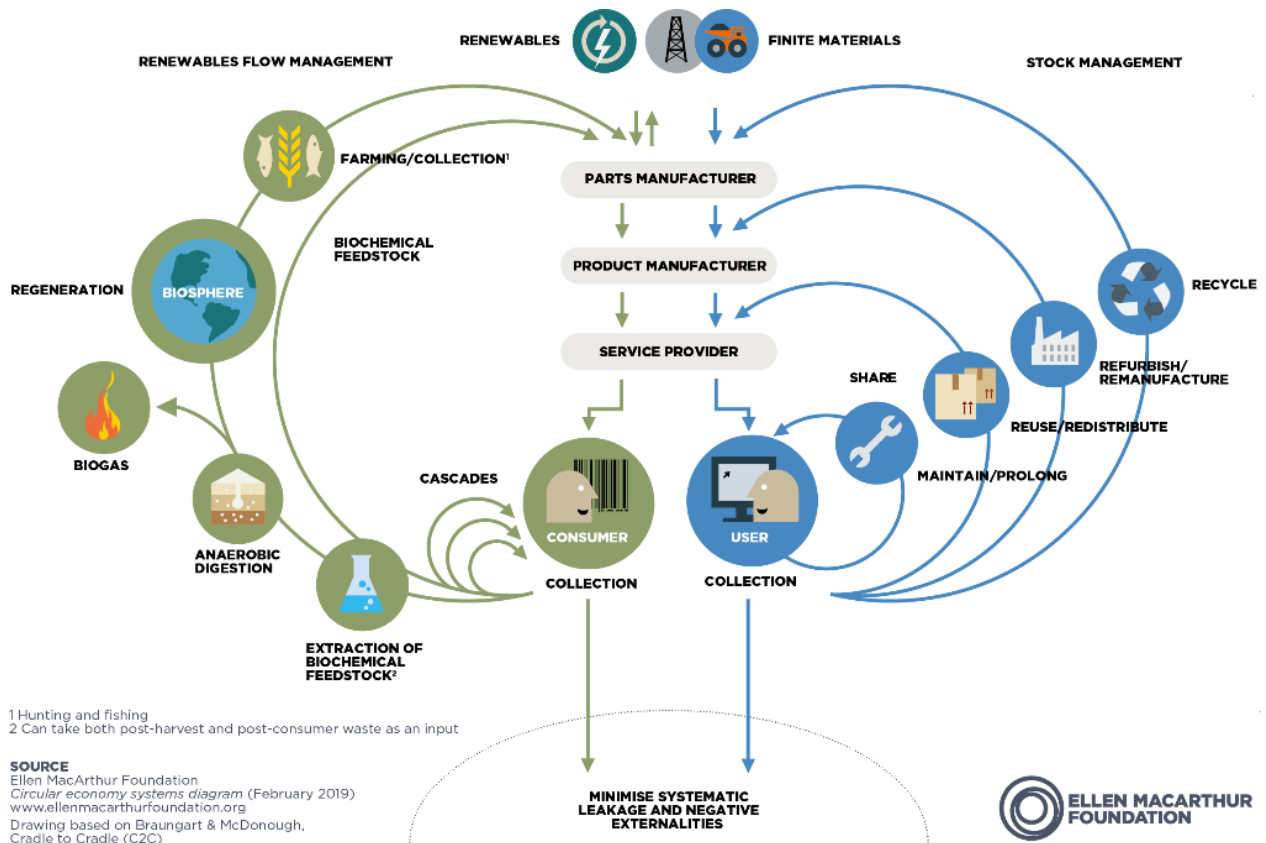 RENEWABLES
FINITE MATERIALS
RENEWABLES FLOW MANAGEMENT
STOCK MANAGEMENT
FARMING/COLLECTION¹
PARTS MANUFACTURER
BIOCHEMICAL
FEEDSTOCK
PRODUCT MANUFACTURER
REGENERATION
BIOSPHERE
RECYCLE
SERVICE PROVIDER
SHARE
REFURBISH/
REMANUFACTURE
BIOGAS
REUSE/REDISTRIBUTE
CASCADES
MAINTAIN/PROLONG
CONSUMER
USER
ANAEROBIC
DIGESTION
COLLECTION
COLLECTION
EXTRACTION OF
BIOCHEMICAL
FEEDSTOCK²
1 Hunting and fishing
2 Can take both post-harvest and post-consumer waste as an input
SOURCE
Ellen MacArthur Foundation
Circular economy systems diagram (February 2019)
www.ellenmacarthurfoundation.org
Drawing based on Braungart & McDonough,
Cradle to Cradle (C2C)
MINIMISE SYSTEMATIC
LEAKAGE AND NEGATIVE
EXTERNALITIES
ELLEN MACARTHUR
FOUNDATION